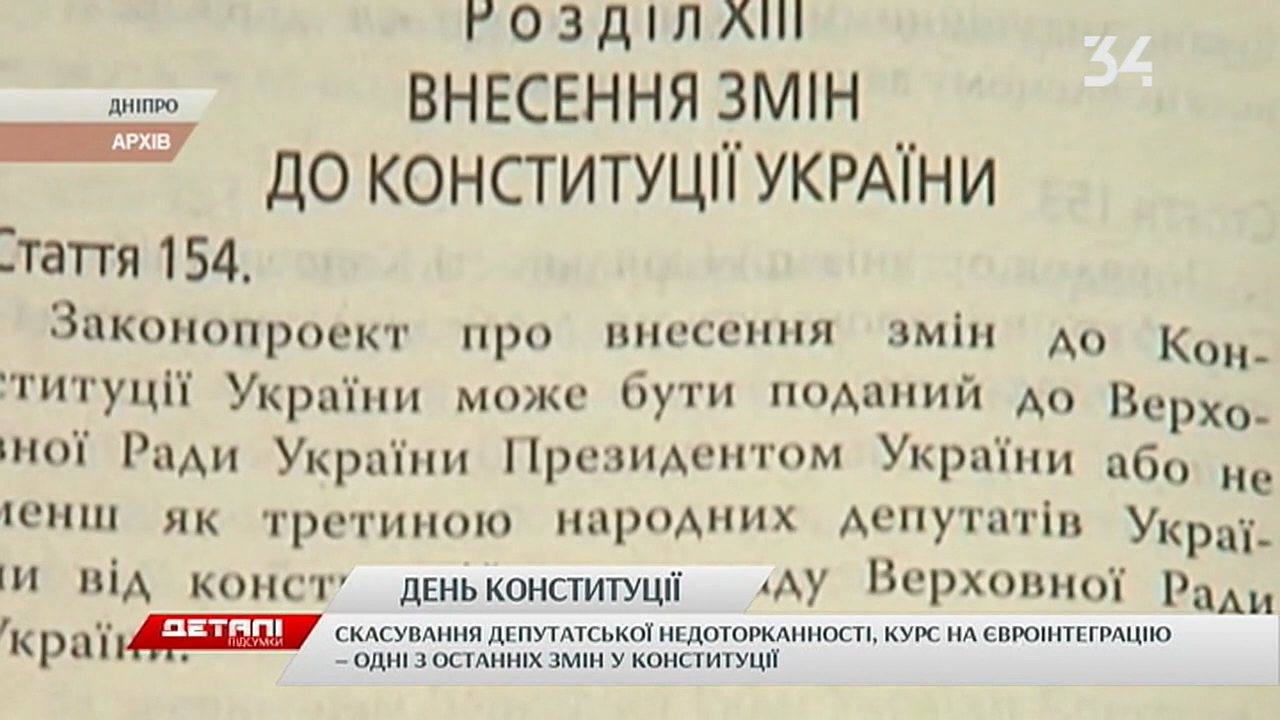 Розділ XIII
34
ВНЕСЕННЯ ЗМІН
ДНІПРО
АРХІВ
ДО КОНСТИТУЦІЇ УКРАЇНИ
Стаття 154.
Законопроект про внесення змін до Кон-
ституції України може бути поданий до Верхо-
вної Ради України Президентом України або не
менш як третиною народних депутатів Украї-
ни від Верховної Ради
України.
ДЕНЬ КОНСТИТУЦІЇ
ДЕТАЛІ
ПІДСУМКИ
СКАСУВАННЯ ДЕПУТАТСЬКОЇ НЕДОТОРКАННОСТІ, КУРС НА ЄВРОІНТЕГРАЦІЮ
– ОДНІ З ОСТАННІХ ЗМІН У КОНСТИТУЦІЇ